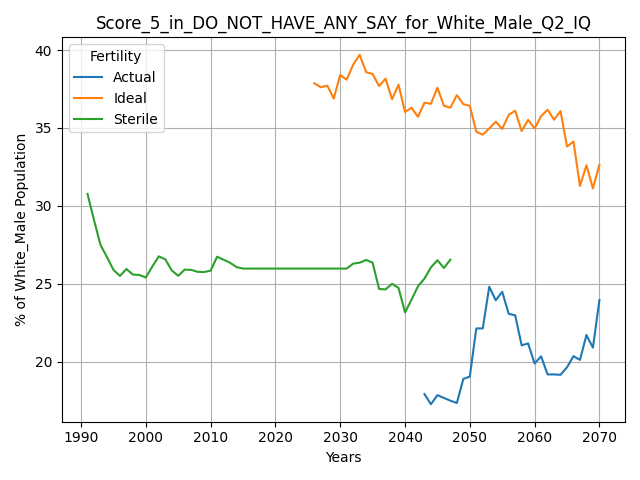 Score_5_in_DO_NOT_HAVE_ANY_SAY_for_White_Male_Q2_IQ
Fertility
Actual
Ideal
Sterile
% of White_Male Population
40
35
30
25
20
1990 2000 2010 2020 2030 2040 2050 2060 2070
Years